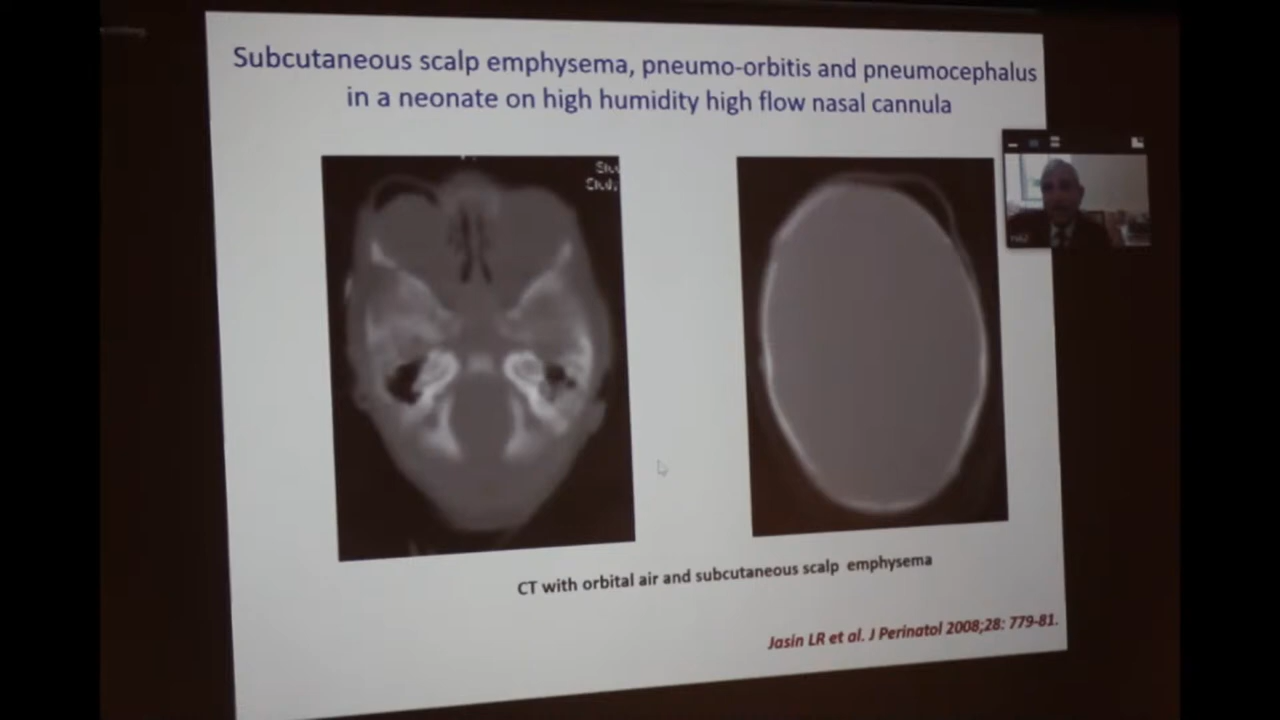 Subcutaneous scalp emphysema, pneumo-orbitis and pneumocephalus
in a neonate on high humidity high flow nasal cannula
CT with orbital air and subcutaneous scalp emphysema
Jasin LR et al. J Perinatol 2008;28: 779-81.